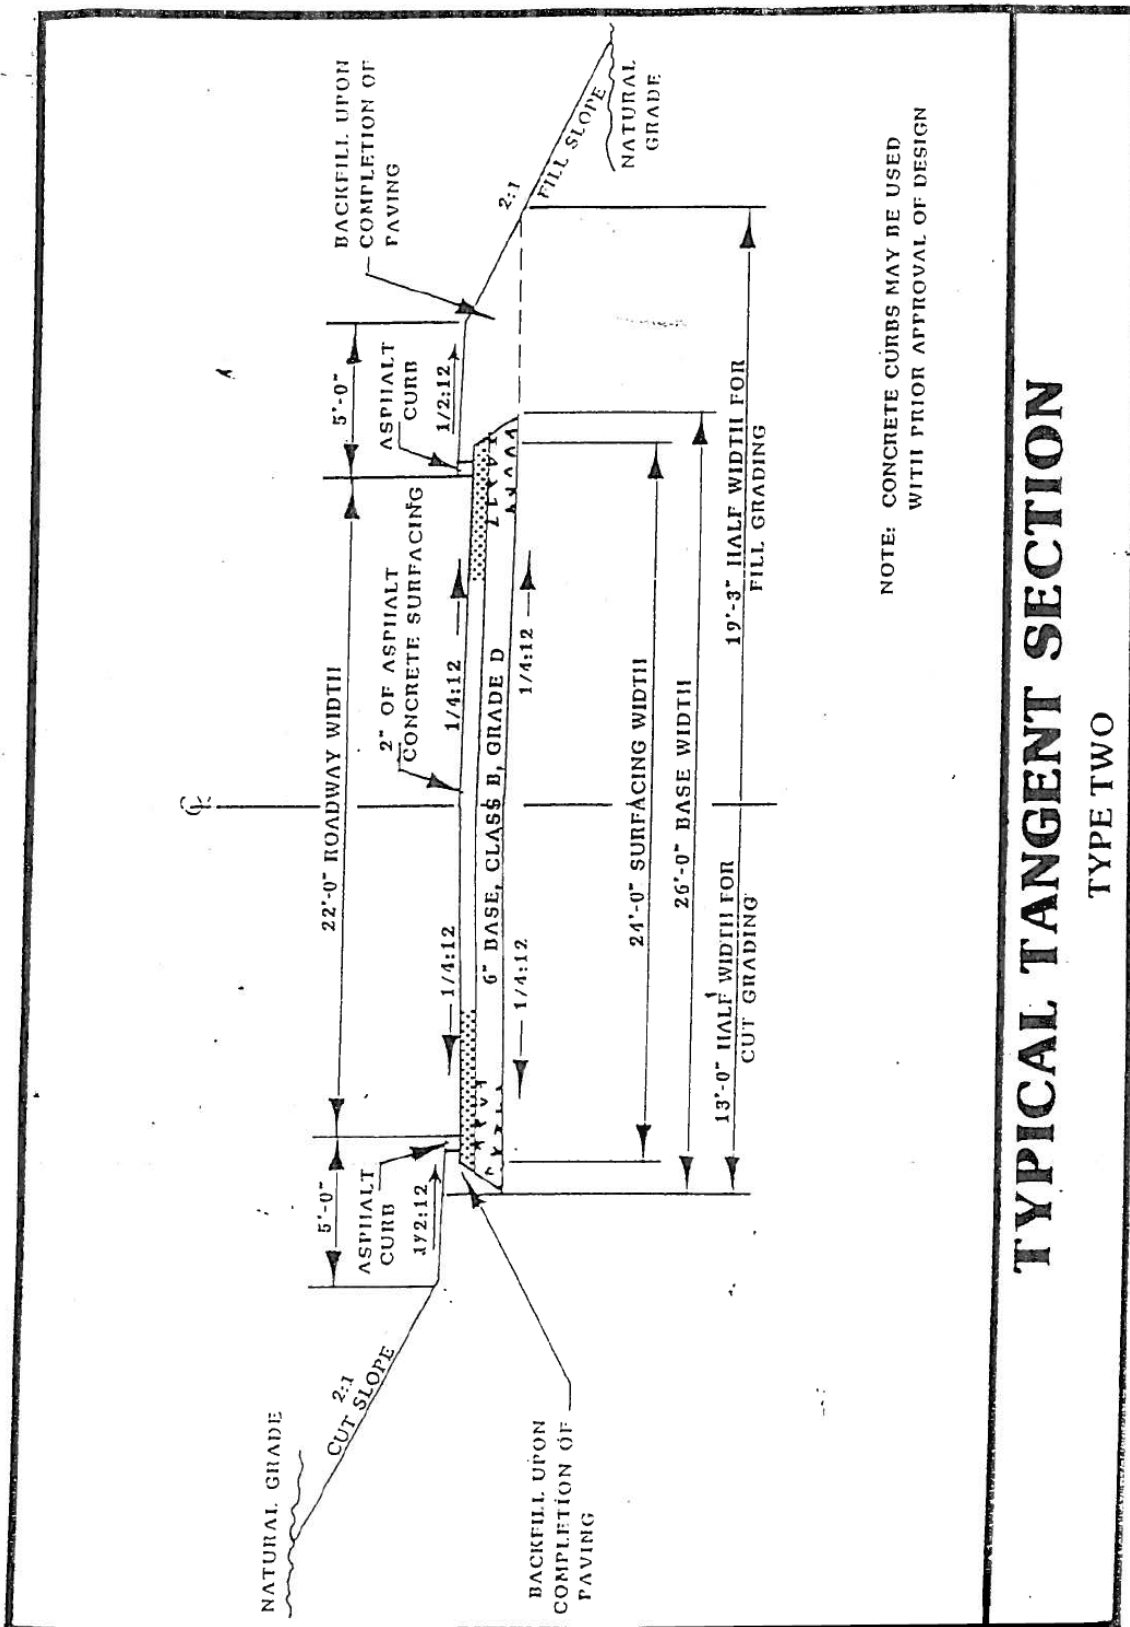 NATURAL GRADE
2:1
CUT SLOPE
5'-0"
22'-0" ROADWAY WIDTH
5'-0"
BACKFILL UPON
COMPLETION OF
PAVING
ASPHALT
CURB
1/2:12
2" OF ASPHALT
CONCRETE SURFACING
ASPHALT
CURB
1/2:12
1/4:12
1/4:12
2:1
FILL SLOPE
NATURAL
GRADE
6" BASE, CLASS B, GRADE D
1/4:12
1/4:12
BACKFILL UPON
COMPLETION OF
PAVING
24'-0" SURFACING WIDTH
26'-0" BASE WIDTH
13'-0" HALF WIDTH FOR
CUT GRADING
19'-3" HALF WIDTH FOR
FILL GRADING
NOTE: CONCRETE CURBS MAY BE USED
WITH PRIOR APPROVAL OF DESIGN
TYPICAL TANGENT SECTION
TYPE TWO